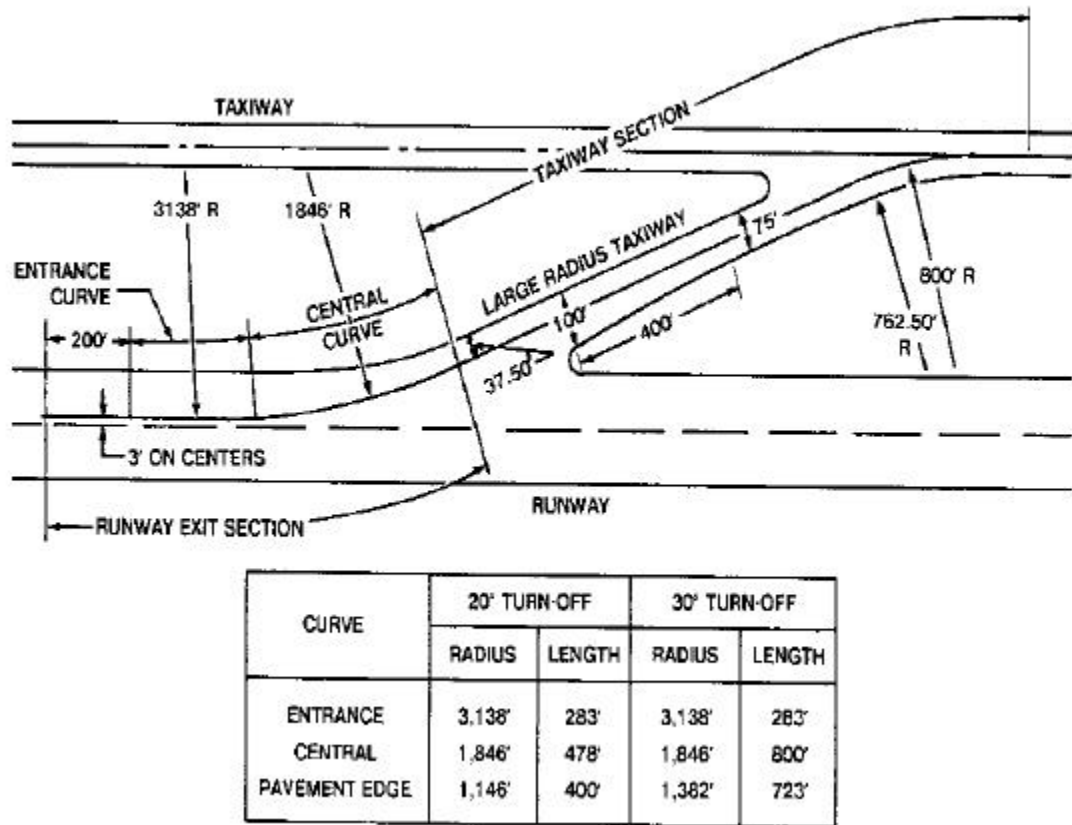 TAXIWAY
TAXIWAY SECTION
3138' R
1846' R
75'
LARGE RADIUS TAXIWAY
ENTRANCE
CURVE
CENTRAL
CURVE
800' R
100'
400'
762.50'
R
200'
37.50'
3' ON CENTERS
RUNWAY
RUNWAY EXIT SECTION
CURVE
20° TURN-OFF
30° TURN-OFF
RADIUS LENGTH RADIUS LENGTH
ENTRANCE 3,138' 283' 3,138' 283'
CENTRAL 1,846' 478' 1,846' 800'
PAVEMENT EDGE 1,146' 400' 1,382' 723'